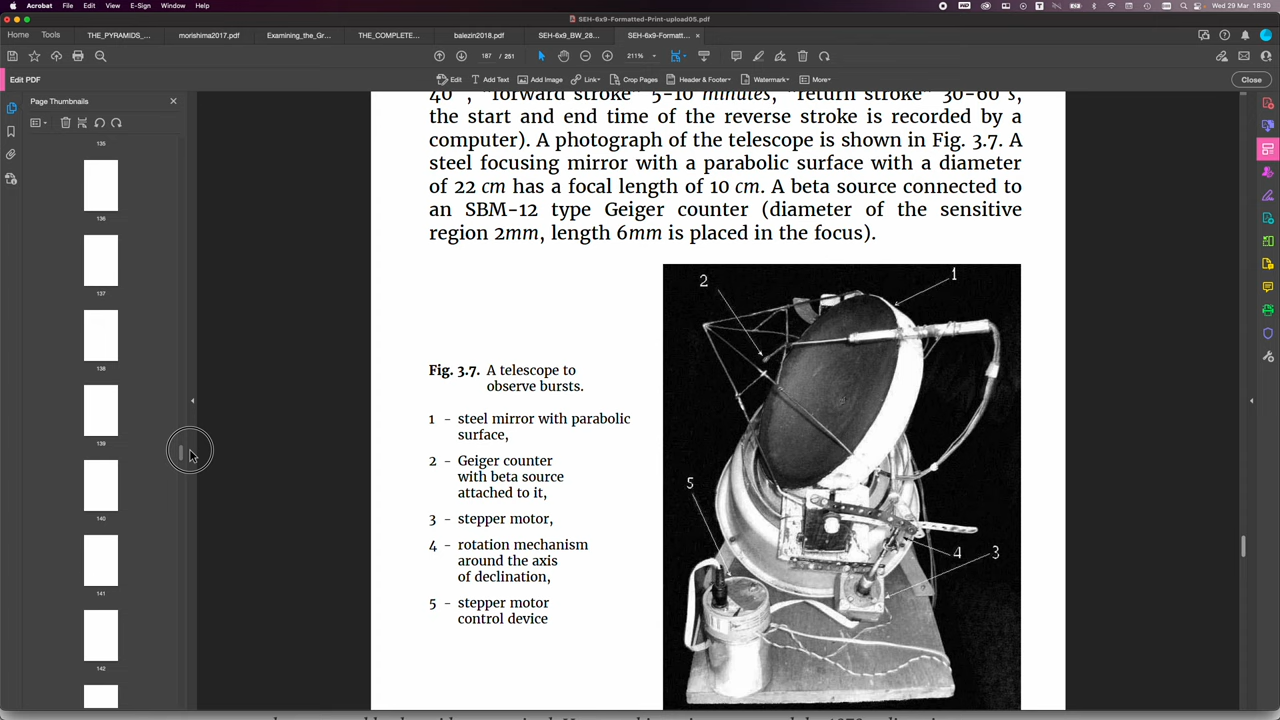 Acrobat File Edit View E-Sign Window Help
Wed 29 Mar 18:30
SEH-6x9-Formatted-Print-upload05.pdf
Home Tools THE_PYRAMIDS_... morishima2017.pdf Examining_the_Gr... THE_COMPLETE... balezin2018.pdf SEH-6x9_BW_28... SEH-6x9-Formatt... ×
187 / 251 211%
Edit PDF
Edit Add Text Add Image Link Crop Pages Header & Footer Watermark More
Close
Page Thumbnails
135
136
137
138
139
140
141
142
40°, "forward stroke" 5-10 minutes, "return stroke" 30-60 s,
the start and end time of the reverse stroke is recorded by a
computer). A photograph of the telescope is shown in Fig. 3.7. A
steel focusing mirror with a parabolic surface with a diameter
of 22 cm has a focal length of 10 cm. A beta source connected to
an SBM-12 type Geiger counter (diameter of the sensitive
region 2mm, length 6mm is placed in the focus).
Fig. 3.7. A telescope to
observe bursts.
1 - steel mirror with parabolic
surface,
2 - Geiger counter
with beta source
attached to it,
3 - stepper motor,
4 - rotation mechanism
around the axis
of declination,
5 - stepper motor
control device
1
2
5
4
3